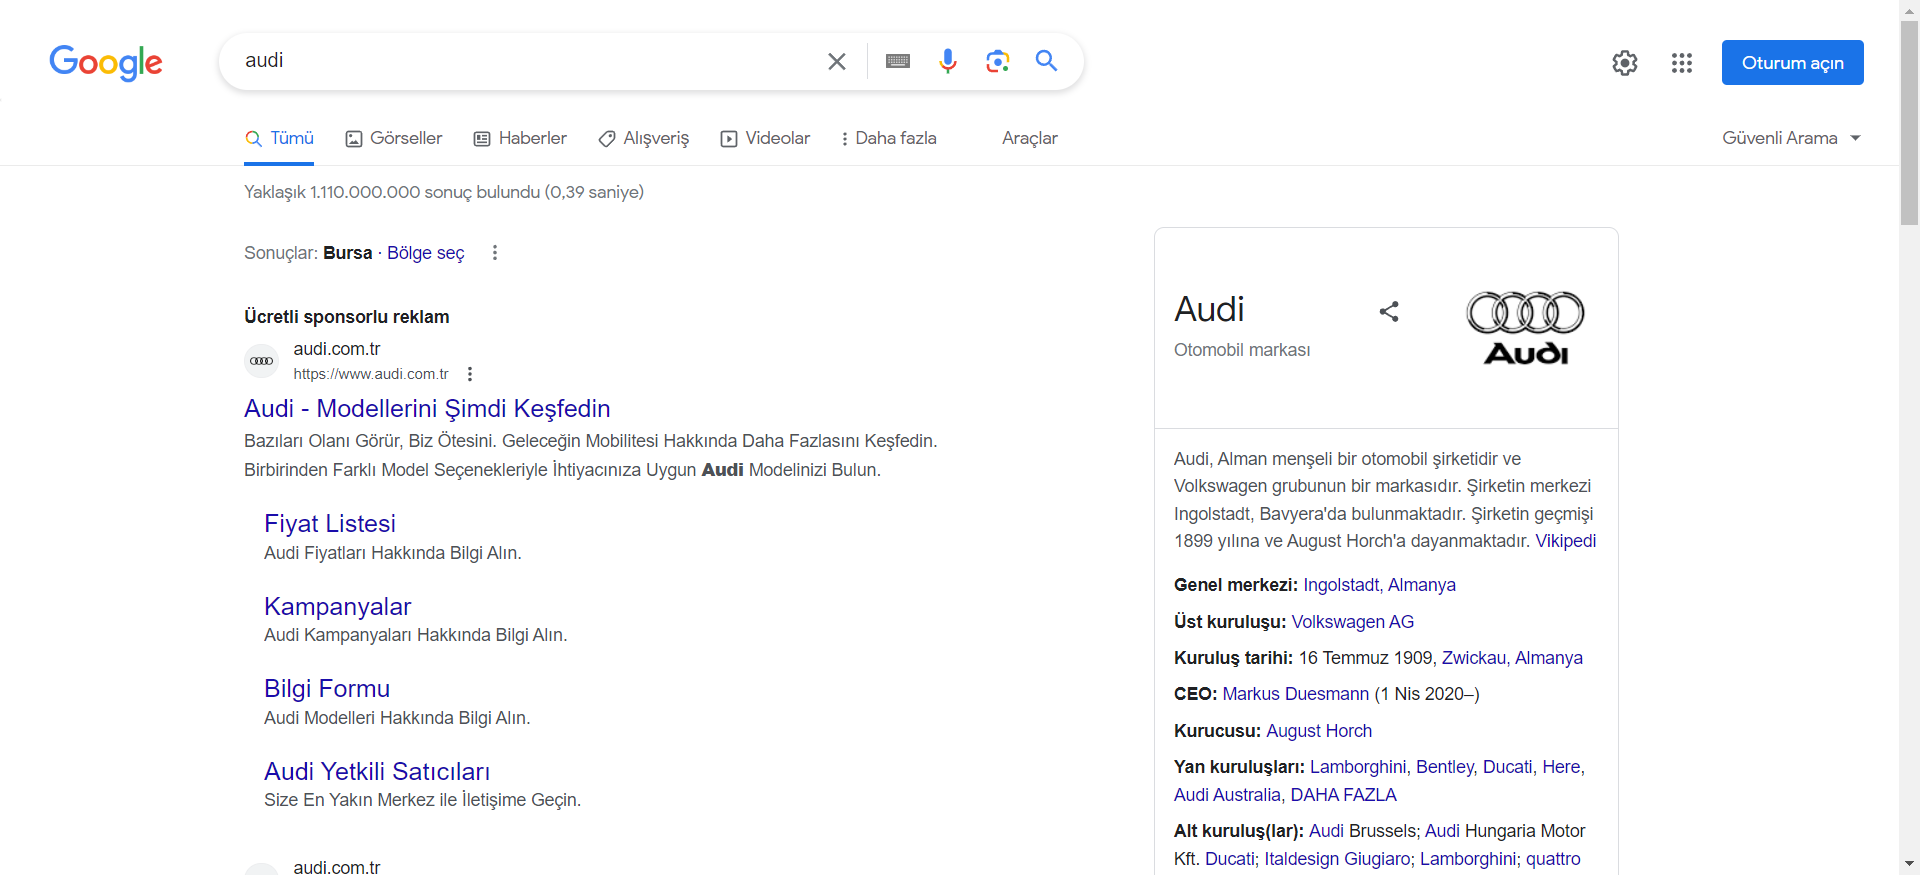 Google
audi
Oturum açın
Tümü
Görseller
Haberler
Alışveriş
Videolar
Daha fazla
Araçlar
Güvenli Arama
Yaklaşık 1.110.000.000 sonuç bulundu (0,39 saniye)
Sonuçlar: Bursa · Bölge seç
Ücretli sponsorlu reklam
audi.com.tr
https://www.audi.com.tr
Audi - Modellerini Şimdi Keşfedin
Bazıları Olanı Görür, Biz Ötesini. Geleceğin Mobilitesi Hakkında Daha Fazlasını Keşfedin.
Birbirinden Farklı Model Seçenekleriyle İhtiyacınıza Uygun Audi Modelinizi Bulun.
Fiyat Listesi
Audi Fiyatları Hakkında Bilgi Alın.
Kampanyalar
Audi Kampanyaları Hakkında Bilgi Alın.
Bilgi Formu
Audi Modelleri Hakkında Bilgi Alın.
Audi Yetkili Satıcıları
Size En Yakın Merkez ile İletişime Geçin.
audi.com.tr
Audi
Otomobil markası
Audi
Audi, Alman menşeli bir otomobil şirketidir ve
Volkswagen grubunun bir markasıdır. Şirketin merkezi
Ingolstadt, Bavyera'da bulunmaktadır. Şirketin geçmişi
1899 yılına ve August Horch'a dayanmaktadır. Vikipedi
Genel merkezi: Ingolstadt, Almanya
Üst kuruluşu: Volkswagen AG
Kuruluş tarihi: 16 Temmuz 1909, Zwickau, Almanya
CEO: Markus Duesmann (1 Nis 2020–)
Kurucusu: August Horch
Yan kuruluşları: Lamborghini, Bentley, Ducati, Here,
Audi Australia, DAHA FAZLA
Alt kuruluş(lar): Audi Brussels; Audi Hungaria Motor
Kft. Ducati; Italdesign Giugiaro; Lamborghini; quattro